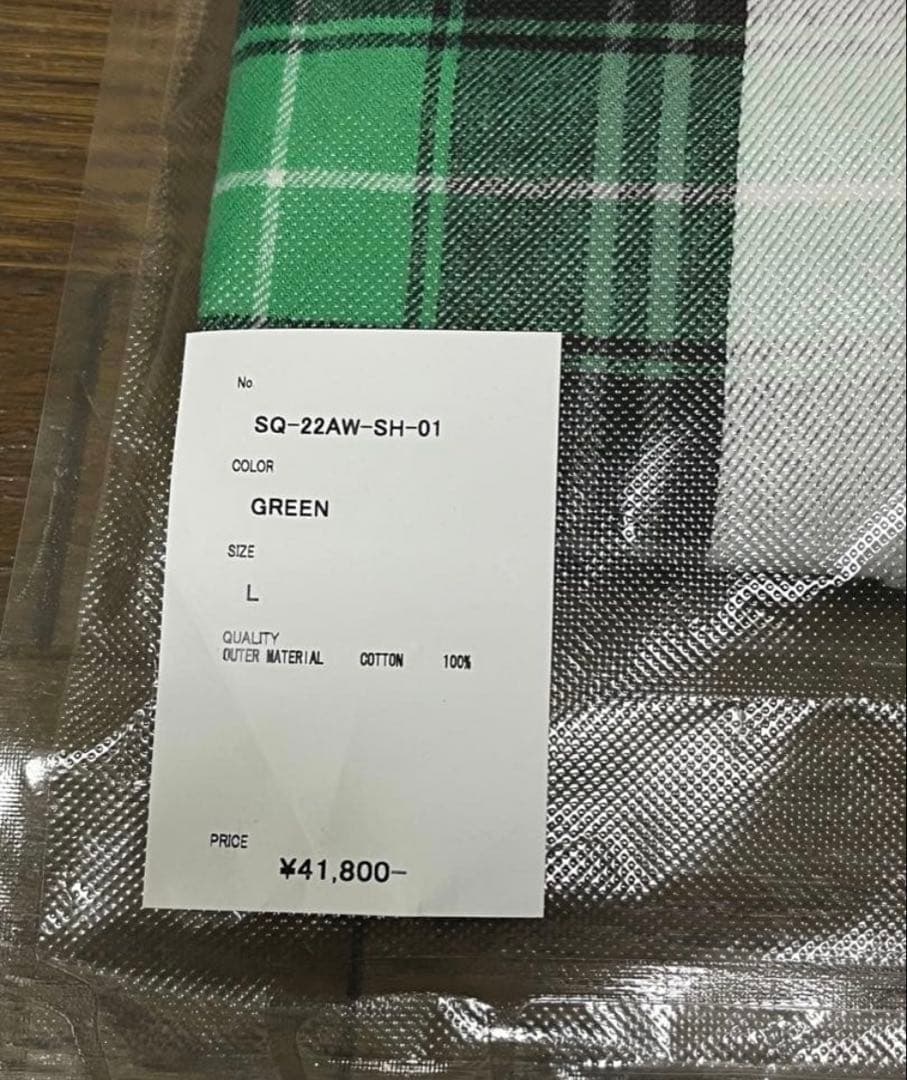 No.
SQ-22AW-SH-01
COLOR
GREEN
SIZE
L
QUALITY
OUTER MATERIAL COTTON 100%
PRICE
¥41,800-